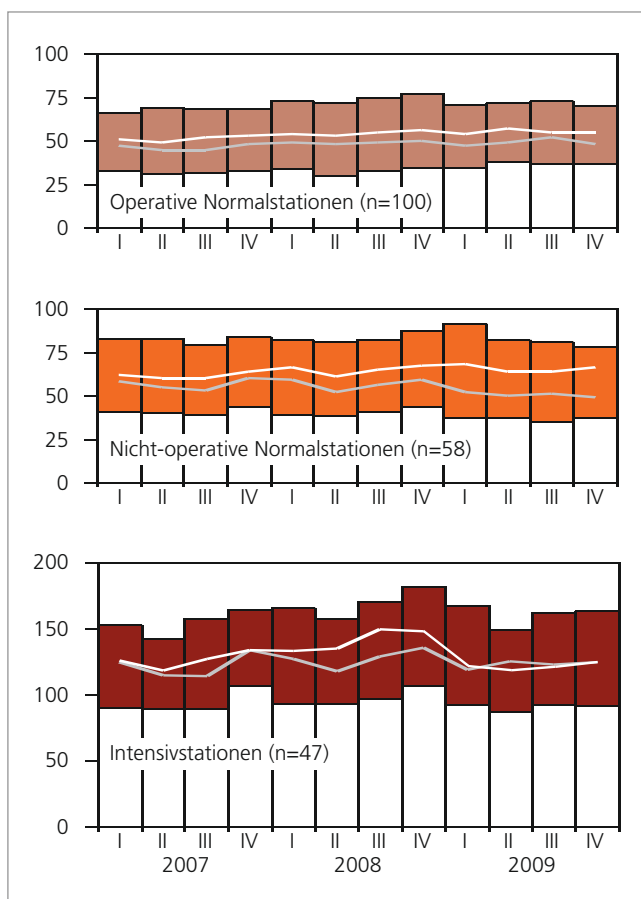 100
75
50
25
0
Operative Normalstationen (n=100)
I II III IV I II III IV I II III IV
100
75
50
25
0
Nicht-operative Normalstationen (n=58)
I II III IV I II III IV I II III IV
200
150
100
50
0
Intensivstationen (n=47)
I II III IV I II III IV I II III IV
2007 2008 2009